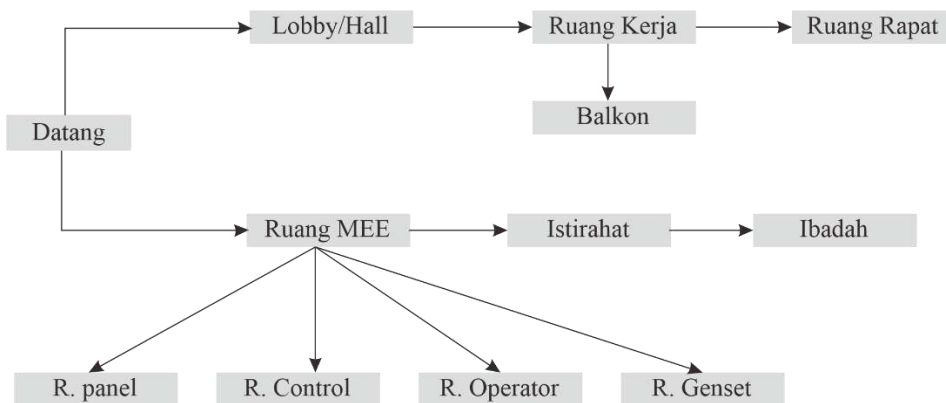 Lobby/Hall
Ruang Kerja
Ruang Rapat
Balkon
Datang
Ruang MEE
Istirahat
Ibadah
R. panel
R. Control
R. Operator
R. Genset